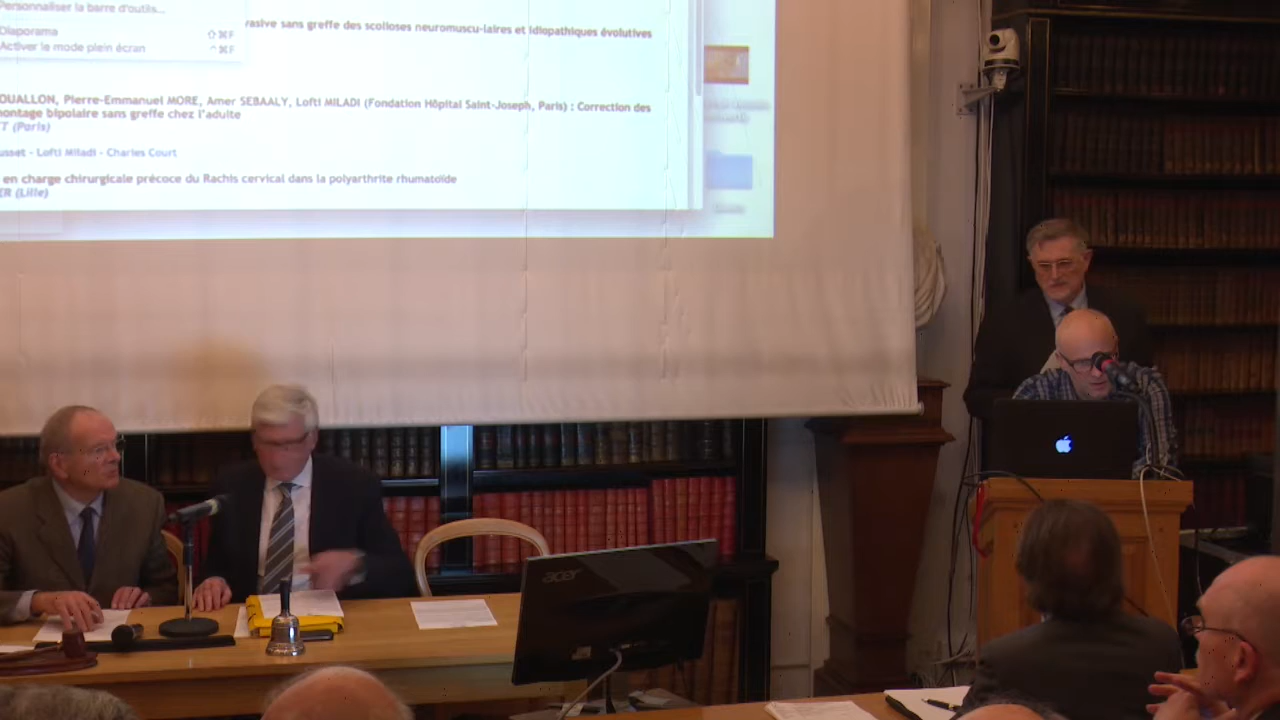 Personnaliser la barre d'outils...
Diaporama ⇧⌘F
Activer le mode plein écran ^⌘F
vasive sans greffe des scolioses neuromuscu-laires et idiopathiques évolutives
OUALLON, Pierre-Emmanuel MORE, Amer SEBAALY, Lofti MILADI (Fondation Hôpital Saint-Joseph, Paris) : Correction des
montage bipolaire sans greffe chez l'adulte
T (Paris)
usset - Lofti Miladi - Charles Court
en charge chirurgicale précoce du Rachis cervical dans la polyarthrite rhumatoïde
ER (Lille)
acer